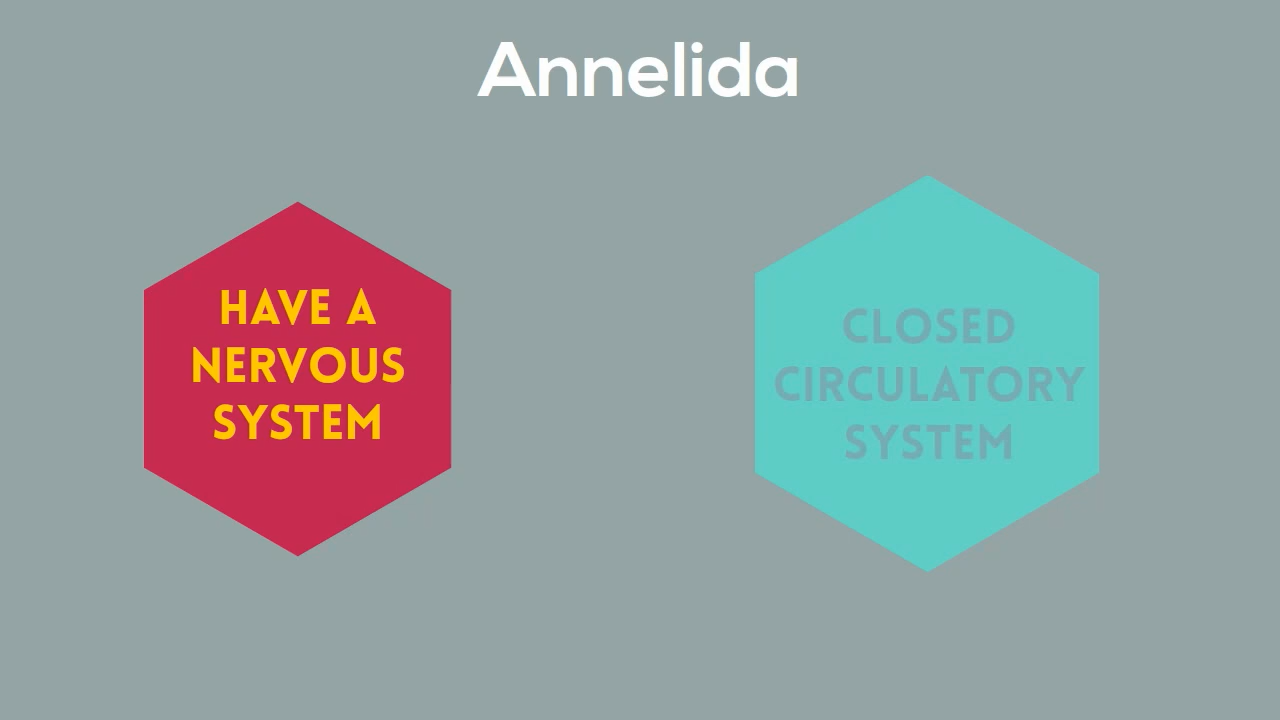 Annelida
HAVE A
NERVOUS
SYSTEM
CLOSED
CIRCULATORY
SYSTEM